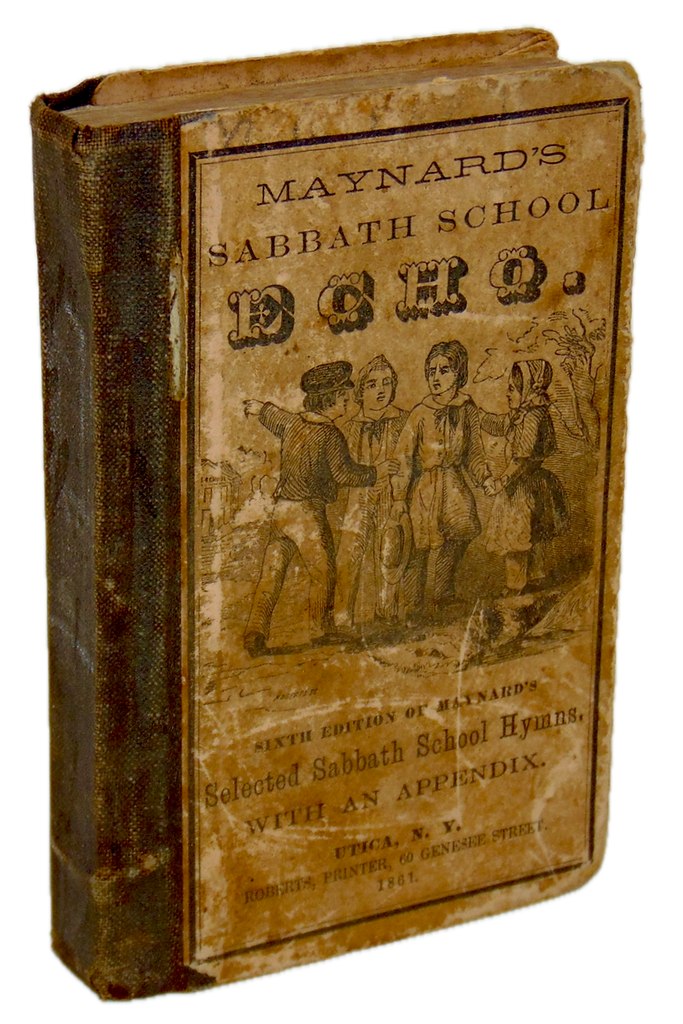 MAYNARD'S
SABBATH SCHOOL
ECHO.
SIXTH EDITION OF MAYNARD'S
Selected Sabbath School Hymns,
WITH AN APPENDIX.
UTICA, N. Y.
ROBERTS, PRINTER, 60 GENESEE STREET.
1861.